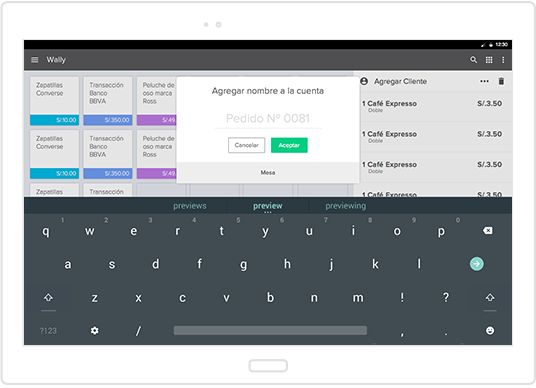 12:30
Wally
Zapatillas
Converse
S/10.00
Transacción
Banco
BBVA
S/.350.00
Peluche de
oso marca
Ross
S/49.
Agregar nombre a la cuenta
Pedido Nº 0081
Cancelar
Aceptar
Mesa
Agregar Cliente
1 Café Expresso S/.3.50
Doble
1 Café Expresso S/.3.50
Doble
1 Café Expresso S/.3.50
Doble
1 Café Expresso S/.3.50
Zapatillas
Converse
S/10.00
Transacción
Banco
BBVA
S/.350.00
Peluche de
oso marca
Ross
S/49.
Zapatillas
Transacción
previews preview previewing
1 2 3 4 5 6 7 8 9 0
q w e r t y u i o p
a s d f g h j k l
z x c v b n m ! ?
?123 / , .